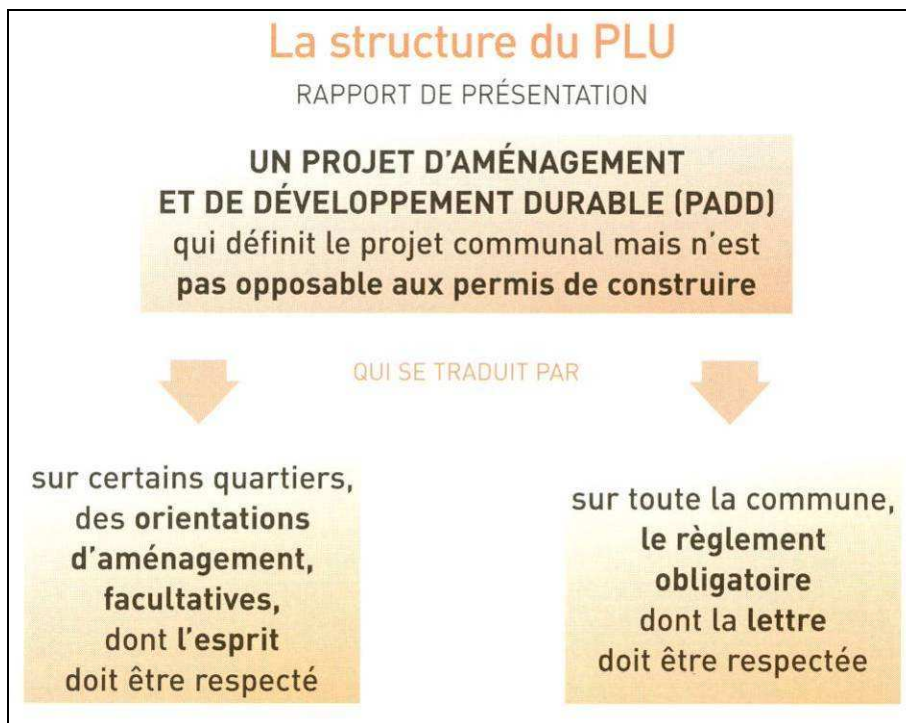 La structure du PLU
RAPPORT DE PRÉSENTATION
UN PROJET D'AMÉNAGEMENT
ET DE DÉVELOPPEMENT DURABLE (PADD)
qui définit le projet communal mais n'est
pas opposable aux permis de construire
QUI SE TRADUIT PAR
sur certains quartiers,
des orientations
d'aménagement,
facultatives,
dont l'esprit
doit être respecté
sur toute la commune,
le règlement
obligatoire
dont la lettre
doit être respectée